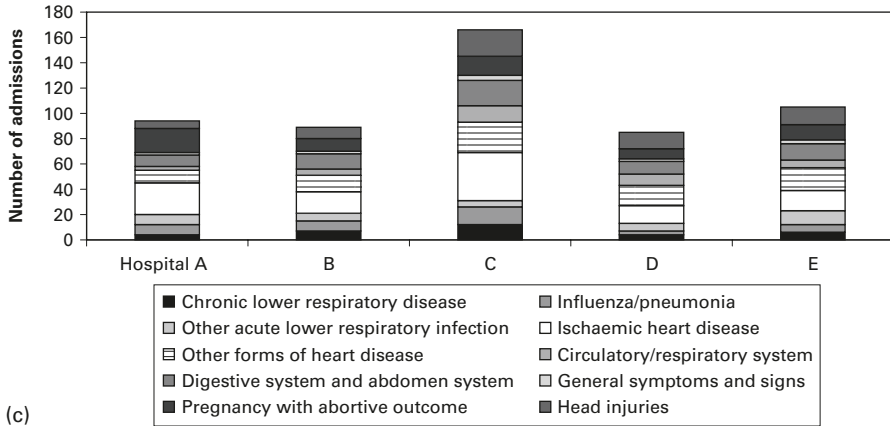 Number of admissions
180
160
140
120
100
80
60
40
20
0
Hospital A B C D E
Chronic lower respiratory disease Influenza/pneumonia
Other acute lower respiratory infection Ischaemic heart disease
Other forms of heart disease Circulatory/respiratory system
Digestive system and abdomen system General symptoms and signs
Pregnancy with abortive outcome Head injuries
(c)